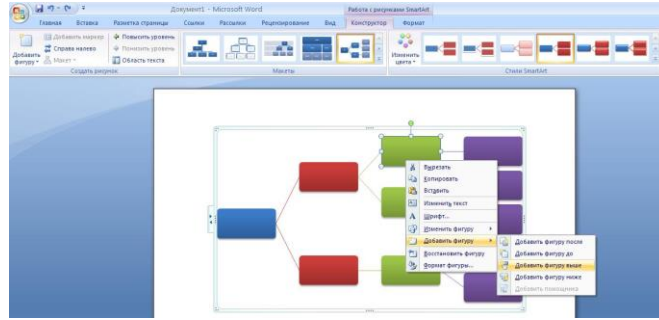 Документ1 - Microsoft Word
Работа с рисунками SmartArt
Главная Вставка Разметка страницы Ссылки Рассылки Рецензирование Вид Конструктор Формат
Добавить фигуру
Добавить маркер
Справа налево
Макет
Повысить уровень
Понизить уровень
Область текста
Изменить цвета
Создать рисунок Макеты Стили SmartArt
Вырезать
Копировать
Вставить
Изменить текст
Шрифт...
Изменить фигуру
Добавить фигуру
Восстановить фигуру
Формат фигуры...
Добавить фигуру после
Добавить фигуру до
Добавить фигуру выше
Добавить фигуру ниже
Добавить помощника